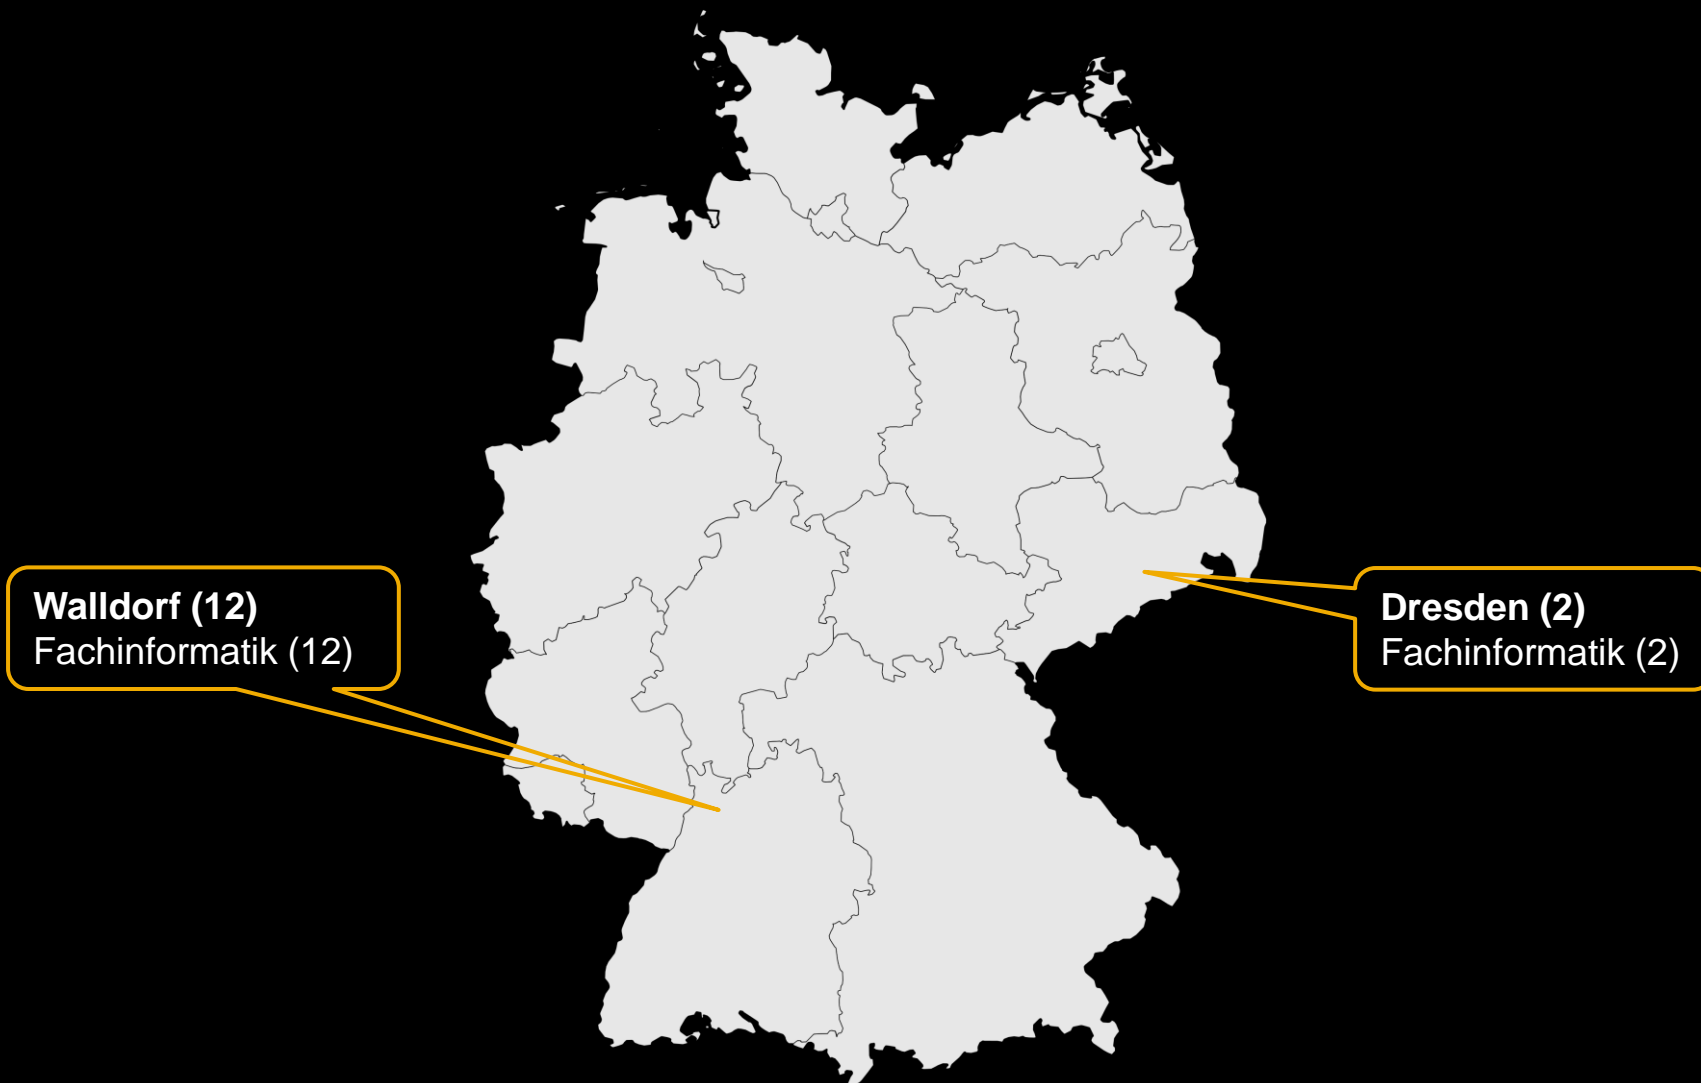 Walldorf (12)
Fachinformatik (12)
Dresden (2)
Fachinformatik (2)